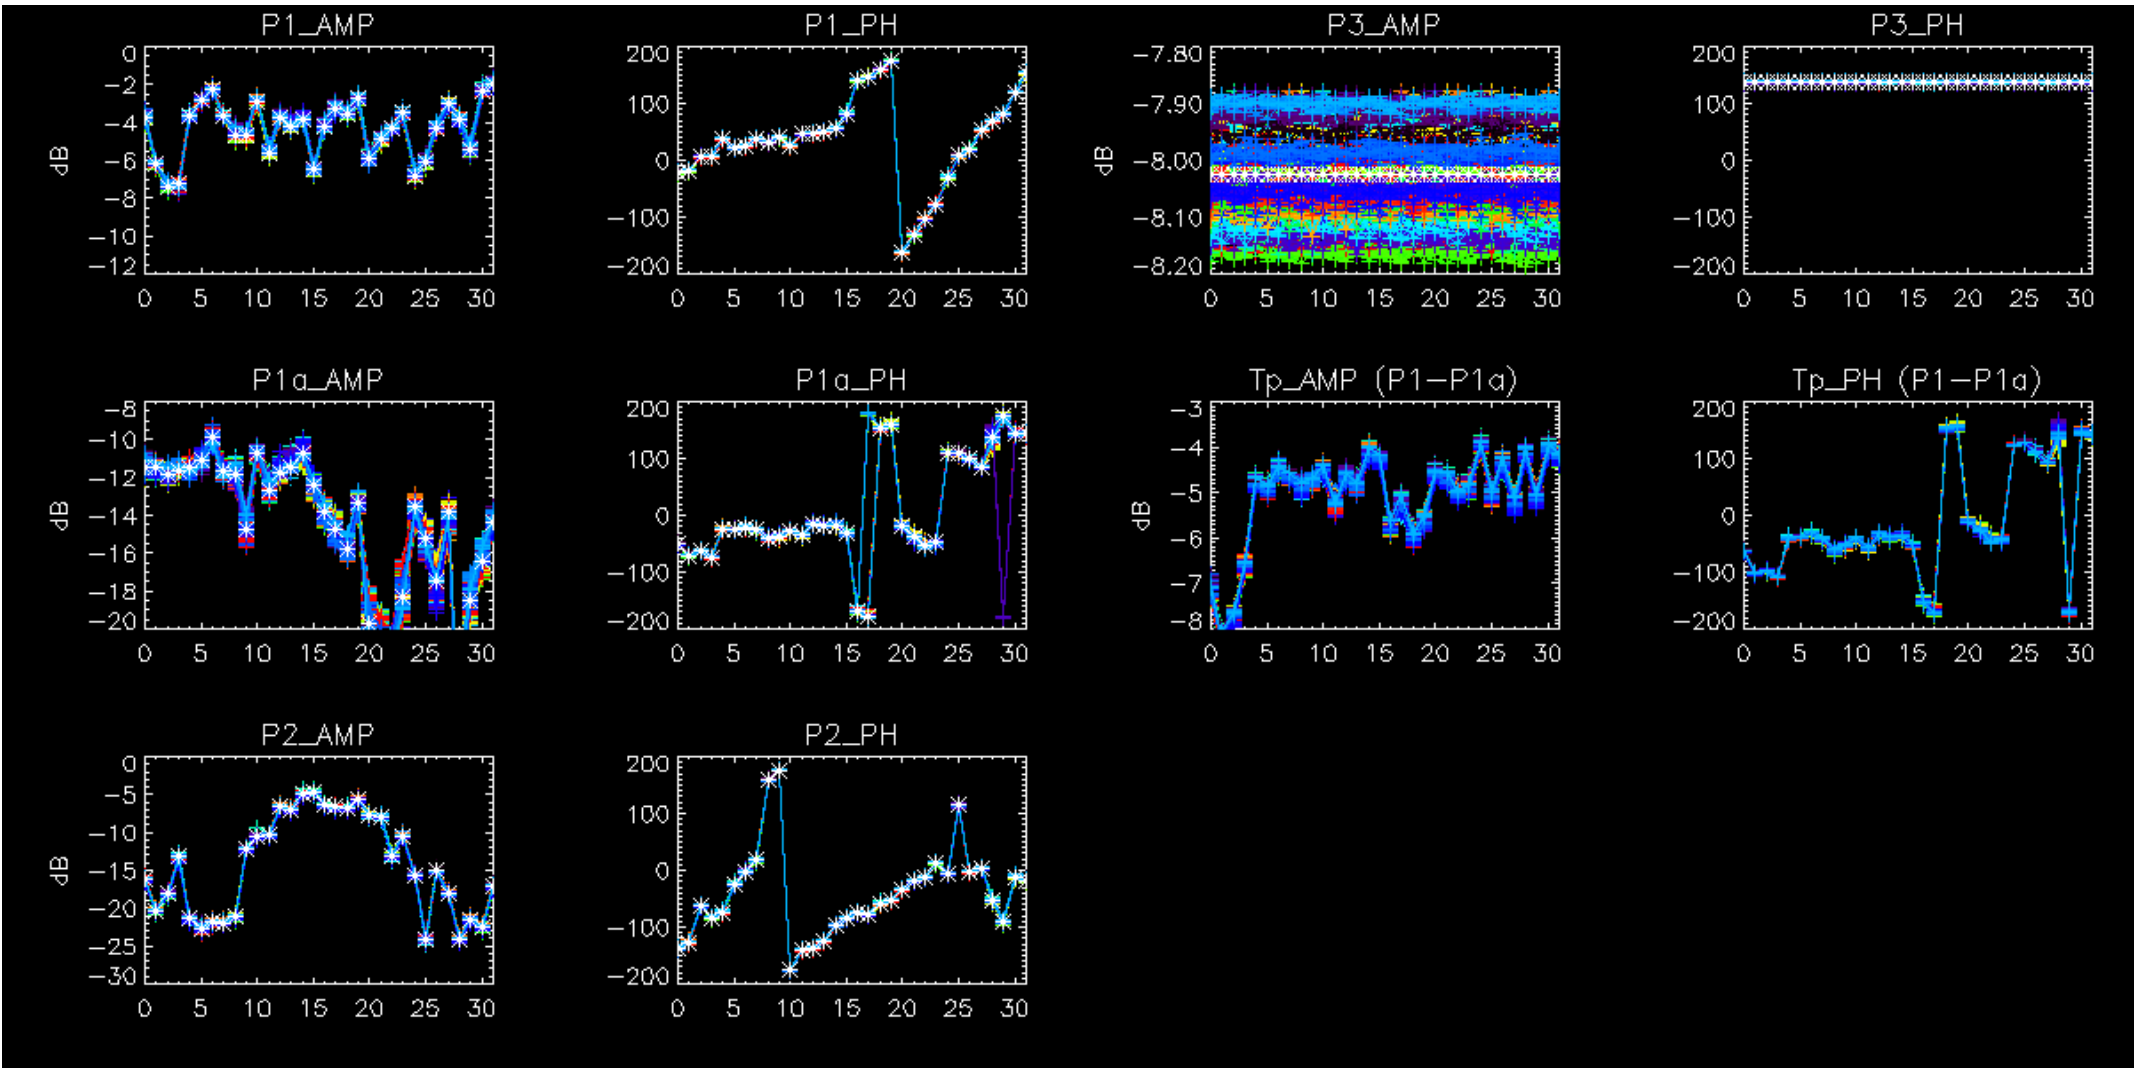 P1_AMP
0
−2
−4
−6
−8
−10
−12
dB
0 5 10 15 20 25 30
P1_PH
200
100
0
−100
−200
0 5 10 15 20 25 30
P3_AMP
−7.80
−7.90
−8.00
−8.10
−8.20
dB
0 5 10 15 20 25 30
P3_PH
200
100
0
−100
−200
0 5 10 15 20 25 30
P1a_AMP
−8
−10
−12
−14
−16
−18
−20
dB
0 5 10 15 20 25 30
P1a_PH
200
100
0
−100
−200
0 5 10 15 20 25 30
Tp_AMP (P1−P1a)
−3
−4
−5
−6
−7
−8
dB
0 5 10 15 20 25 30
Tp_PH (P1−P1a)
200
100
0
−100
−200
0 5 10 15 20 25 30
P2_AMP
0
−5
−10
−15
−20
−25
−30
dB
0 5 10 15 20 25 30
P2_PH
200
100
0
−100
−200
0 5 10 15 20 25 30